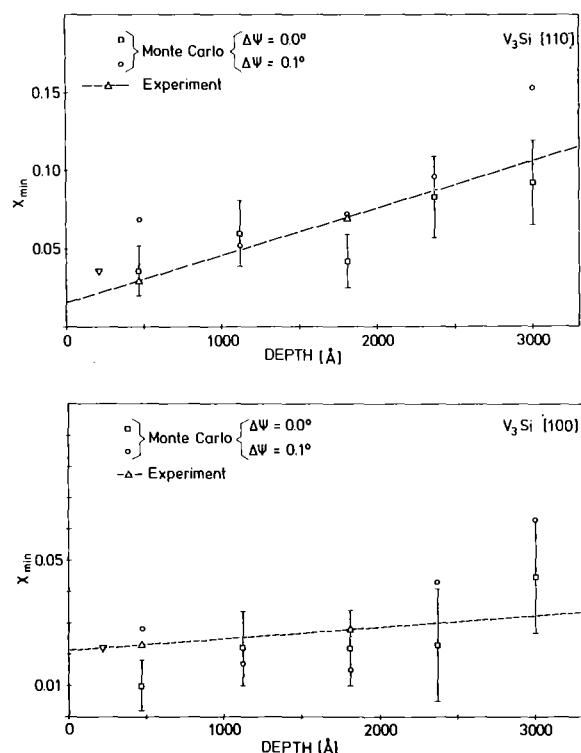 V₃Si [110]
□ } Monte Carlo { ΔΨ = 0.0°
○ ΔΨ = 0.1°
--△-- Experiment
0.15
0.10
0.05
χmin
0 1000 2000 3000
DEPTH [Å]
V₃Si [100]
□ } Monte Carlo { ΔΨ = 0.0°
○ ΔΨ = 0.1°
--△-- Experiment
0.05
0.01
χmin
0 1000 2000 3000
DEPTH [Å]